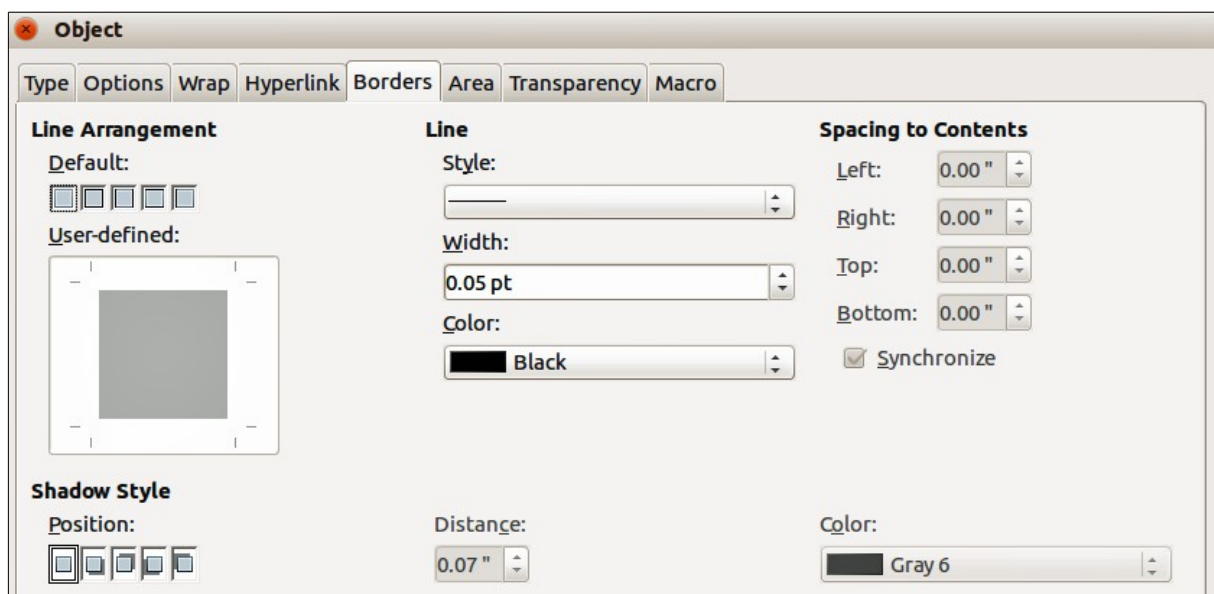 Object
Type Options Wrap Hyperlink Borders Area Transparency Macro
Line Arrangement
Default:
User-defined:
Line
Style:
Width:
0.05 pt
Color:
Black
Spacing to Contents
Left: 0.00 "
Right: 0.00 "
Top: 0.00 "
Bottom: 0.00 "
Synchronize
Shadow Style
Position:
Distance:
0.07 "
Color:
Gray 6